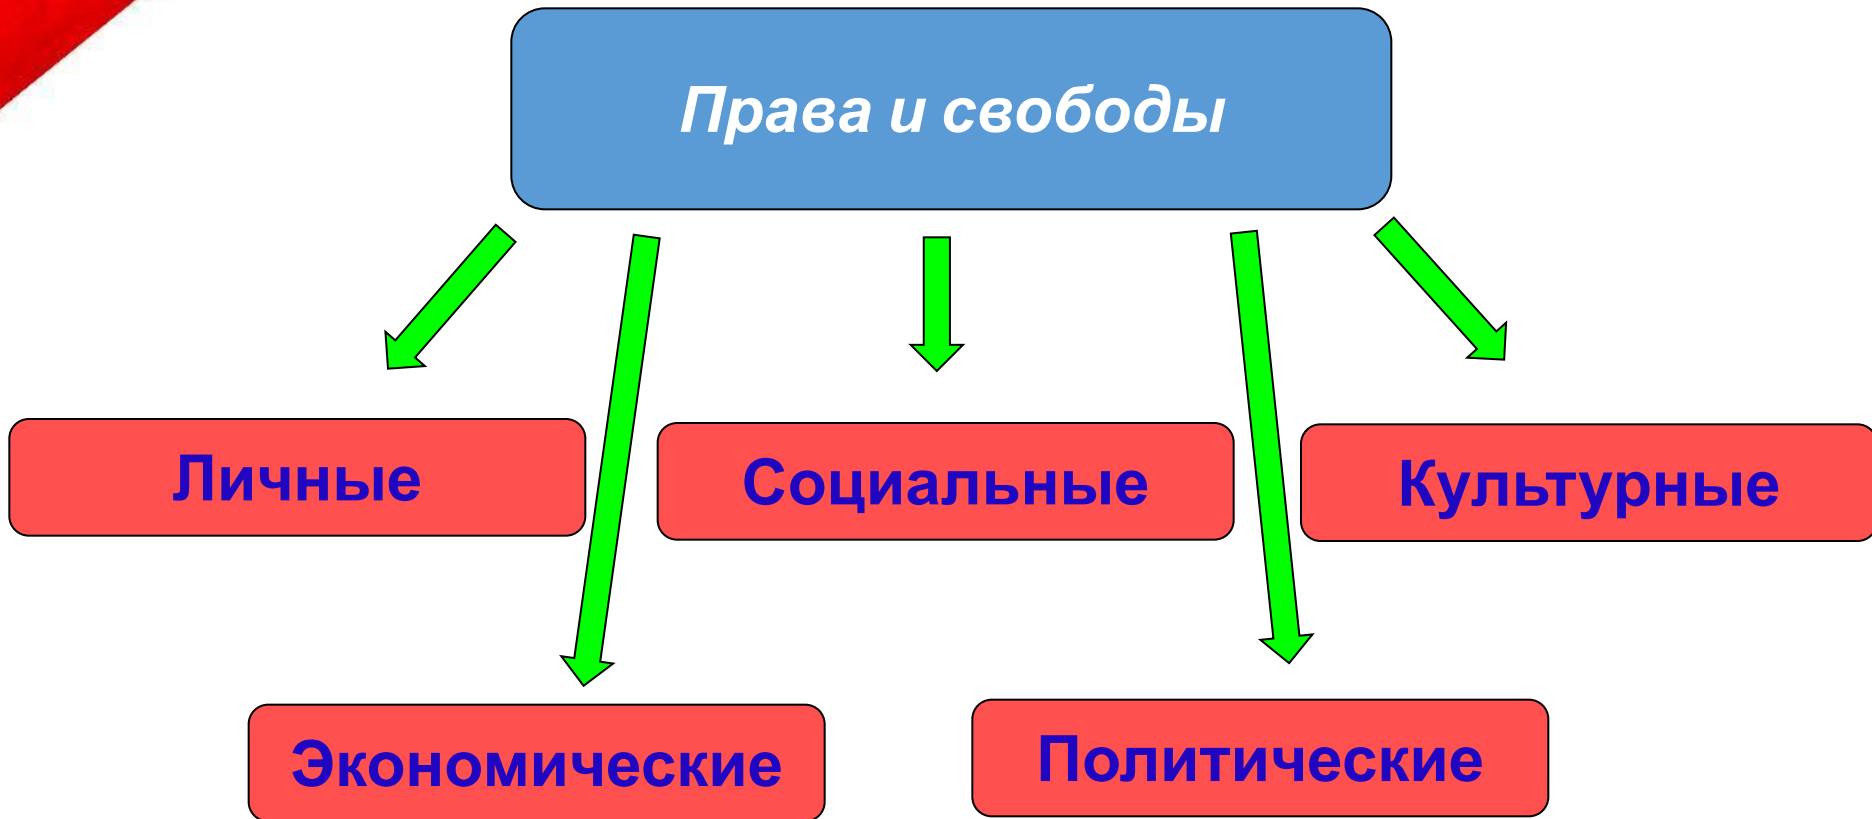 Права и свободы
Личные
Социальные
Культурные
Экономические
Политические